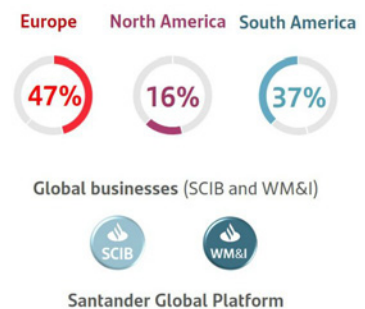 Europe North America South America
47% 16% 37%
Global businesses (SCIB and WM&I)
SCIB WM&I
Santander Global Platform